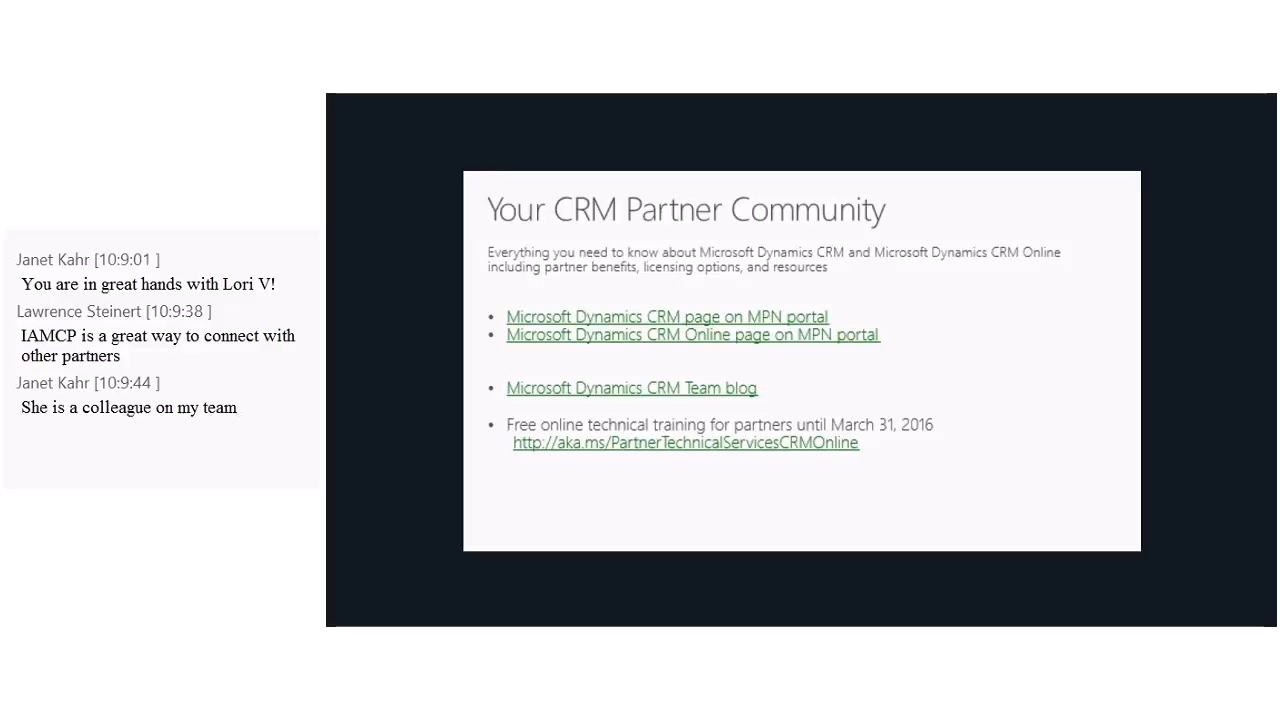 Janet Kahr [10:9:01 ]
You are in great hands with Lori V!
Lawrence Steinert [10:9:38 ]
IAMCP is a great way to connect with
other partners
Janet Kahr [10:9:44 ]
She is a colleague on my team
Your CRM Partner Community
Everything you need to know about Microsoft Dynamics CRM and Microsoft Dynamics CRM Online
including partner benefits, licensing options, and resources
• Microsoft Dynamics CRM page on MPN portal
• Microsoft Dynamics CRM Online page on MPN portal
• Microsoft Dynamics CRM Team blog
• Free online technical training for partners until March 31, 2016
http://aka.ms/PartnerTechnicalServicesCRMOnline